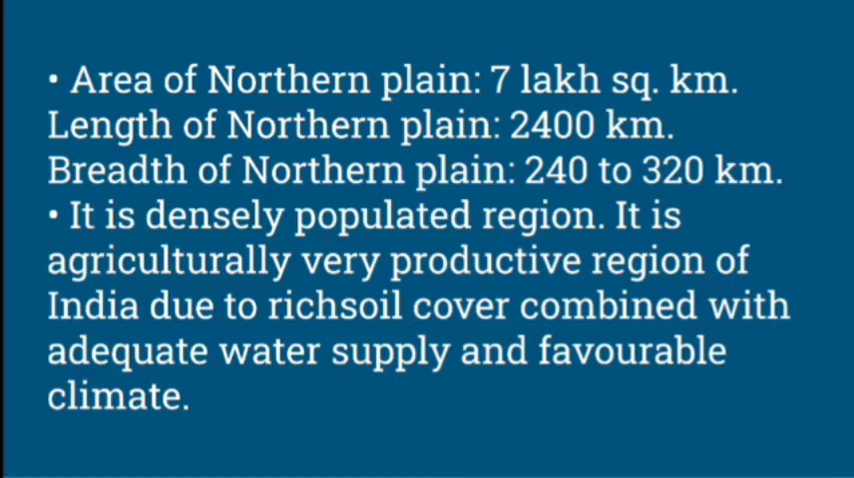 • Area of Northern plain: 7 lakh sq. km.
Length of Northern plain: 2400 km.
Breadth of Northern plain: 240 to 320 km.
• It is densely populated region. It is
agriculturally very productive region of
India due to richsoil cover combined with
adequate water supply and favourable
climate.